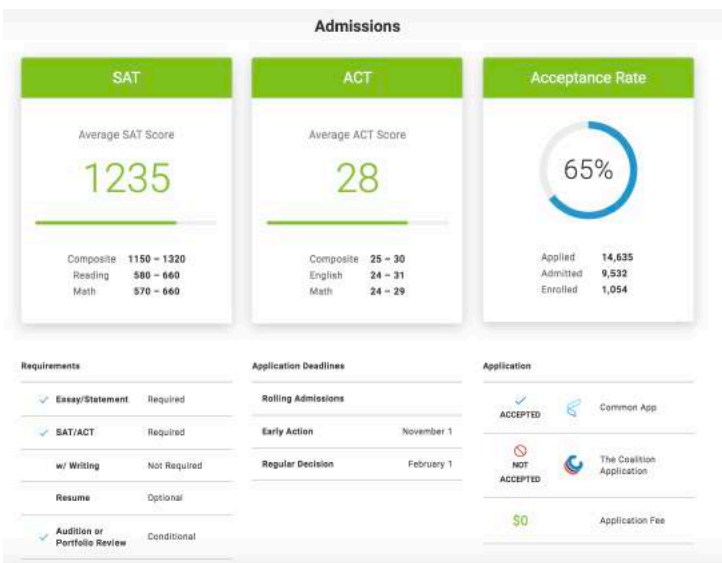 Admissions
SAT
Average SAT Score
1235
Composite 1150 – 1320
Reading 580 – 660
Math 570 – 660
ACT
Average ACT Score
28
Composite 25 – 30
English 24 – 31
Math 24 – 29
Acceptance Rate
65%
Applied 14,635
Admitted 9,532
Enrolled 1,054
Requirements
Essay/Statement Required
SAT/ACT Required
w/ Writing Not Required
Resume Optional
Audition or
Portfolio Review Conditional
Application Deadlines
Rolling Admissions
Early Action November 1
Regular Decision February 1
Application
ACCEPTED Common App
NOT
ACCEPTED
The Coalition
Application
$0 Application Fee